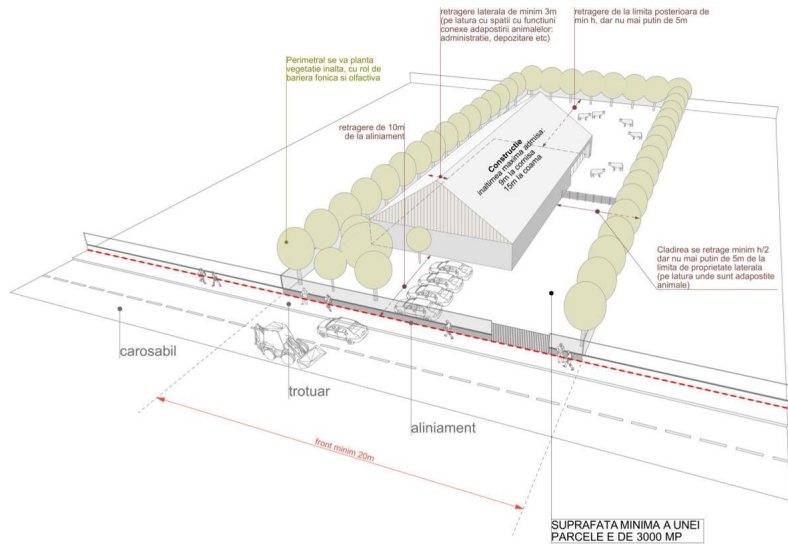 retragere laterala de minim 3m
(pe latura cu spatii cu functiuni
conexe adapostirii animalelor:
administratie, depozitare etc)
retragere de la limita posterioara de
min h, dar nu mai putin de 5m
Perimetral se va planta
vegetatie inalta, cu rol de
bariera fonica si olfactiva
retragere de 10m
de la aliniament
Constructie
inaltimea maxima admisa:
9m la cornisa
15m la coama
Cladirea se retrage minim h/2
dar nu mai putin de 5m de la
limita de proprietate laterala
(pe latura unde sunt adapostite
animale)
carosabil
trotuar
aliniament
front minim 20m
SUPRAFATA MINIMA A UNEI
PARCELE E DE 3000 MP